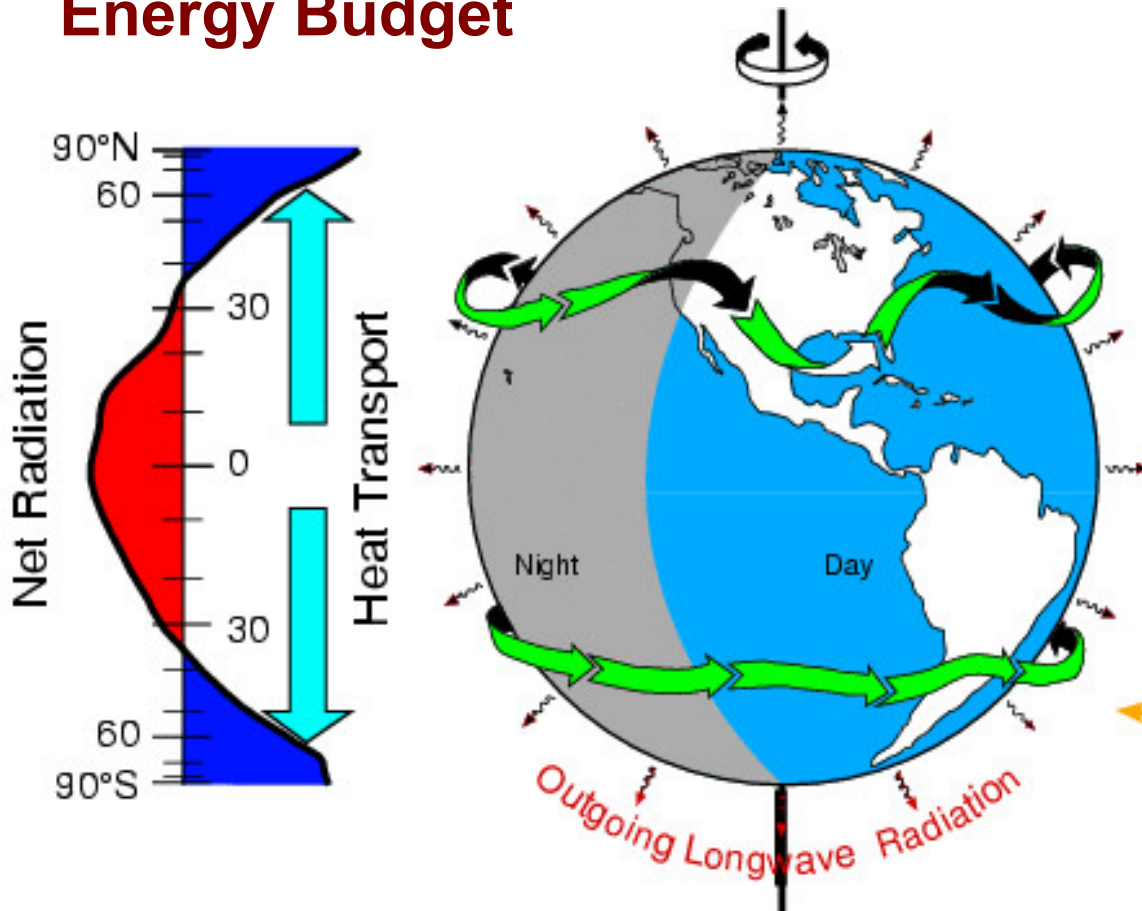 Energy Budget
90°N
60
30
0
30
60
90°S
Net Radiation
Heat Transport
Night
Day
Outgoing Longwave Radiation